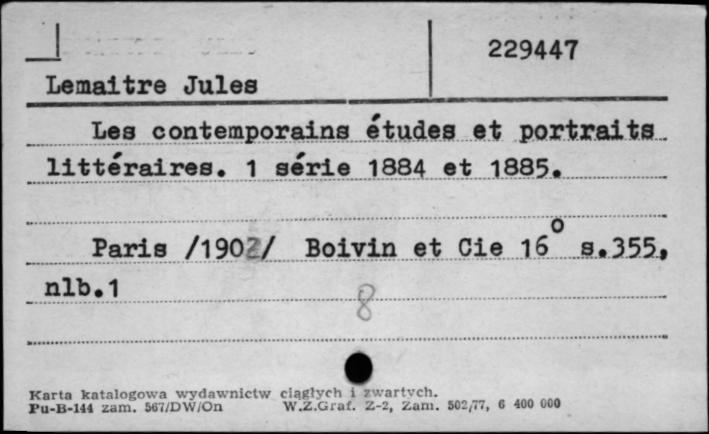 229447
Lemaitre Jules
Les contemporains études et portraits
littéraires. 1 série 1884 et 1885.
Paris /1902/ Boivin et Cie 16° s.355,
nlb.1
8
Karta katalogowa wydawnictw ciągłych i zwartych.
Pu-B-144 zam. 567/DW/On W.Z.Graf. Z-2, Zam. 502/77, 6 400 000